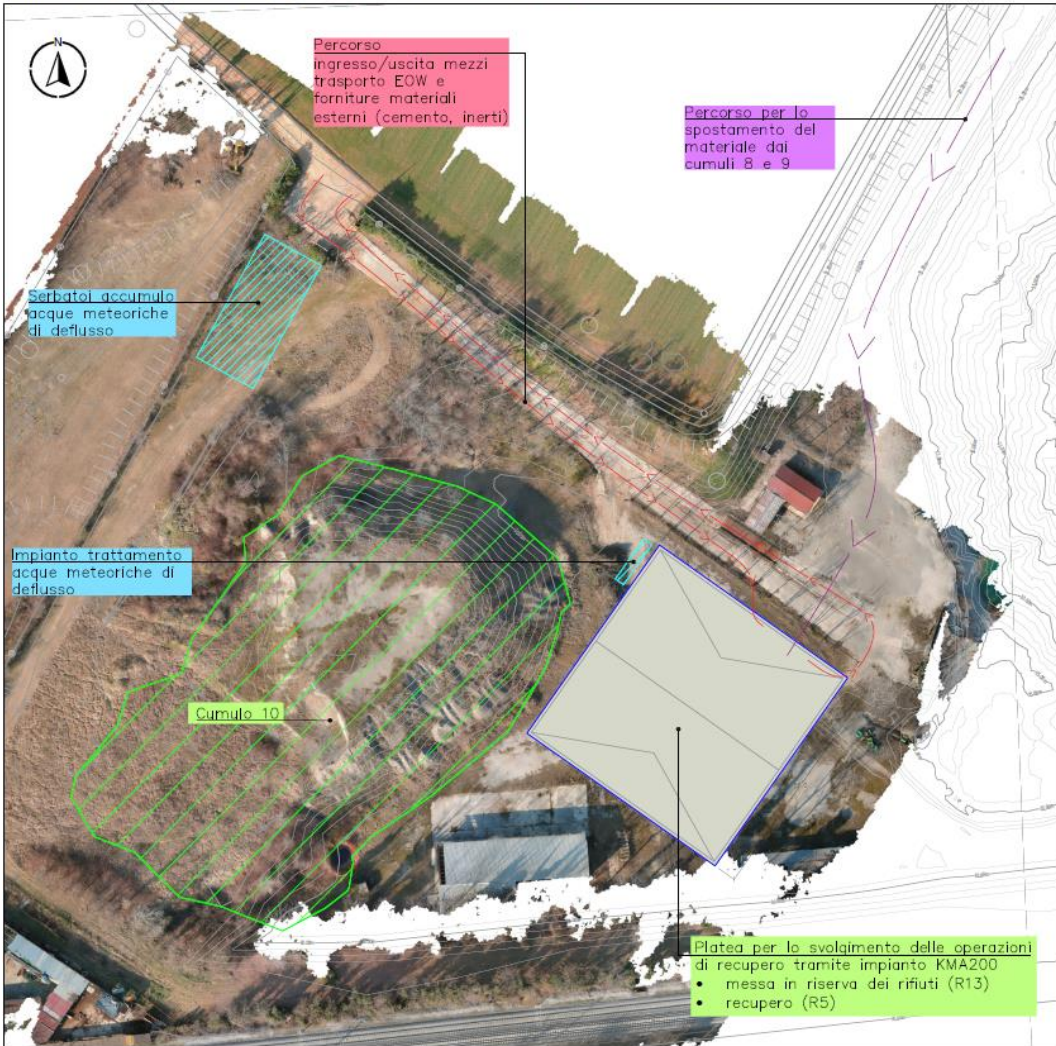 N
Percorso
ingresso/uscita mezzi
trasporto EOW e
forniture materiali
esterni (cemento, inerti)
Percorso per lo
spostamento del
materiale dai
cumuli 8 e 9
Serbatoi accumulo
acque meteoriche
di deflusso
Impianto trattamento
acque meteoriche di
deflusso
Cumulo 10
Platea per lo svolgimento delle operazioni
di recupero tramite impianto KMA200
• messa in riserva dei rifiuti (R13)
• recupero (R5)